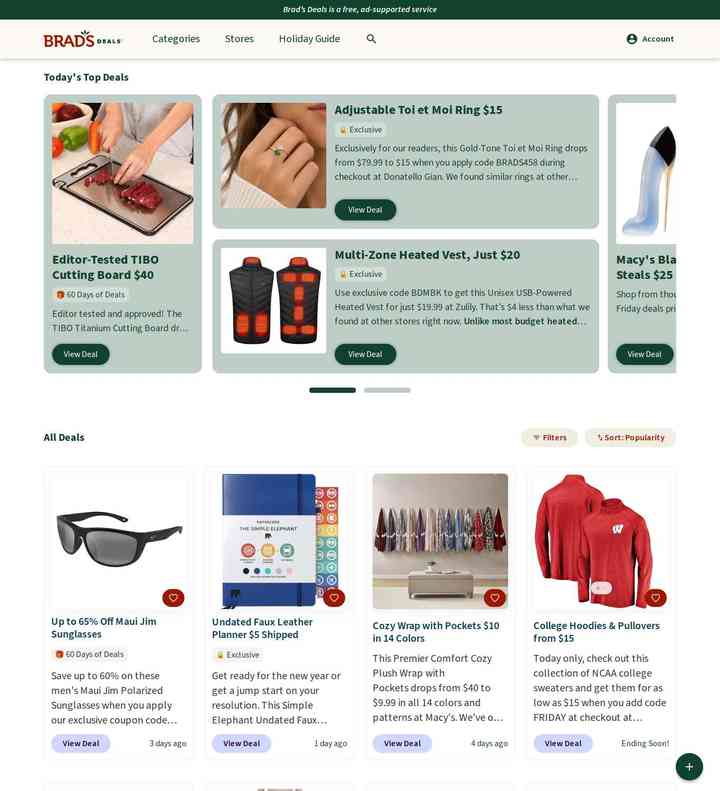 Brad's Deals is a free, ad-supported service
BRAD'S DEALS
Categories
Stores
Holiday Guide
Account
Today's Top Deals
Editor-Tested TIBO
Cutting Board $40
60 Days of Deals
Editor tested and approved! The
TIBO Titanium Cutting Board dr...
View Deal
Adjustable Toi et Moi Ring $15
Exclusive
Exclusively for our readers, this Gold-Tone Toi et Moi Ring drops
from $79.99 to $15 when you apply code BRADS458 during
checkout at Donatello Gian. We found similar rings at other...
View Deal
Multi-Zone Heated Vest, Just $20
Exclusive
Use exclusive code BDMBK to get this Unisex USB-Powered
Heated Vest for just $19.99 at Zulily. That's $4 less than what we
found at other stores right now. Unlike most budget heated...
View Deal
Macy's Bla
Steals $25
Shop from thou
Friday deals pri
View Deal
All Deals
Filters
Sort: Popularity
Up to 65% Off Maui Jim
Sunglasses
60 Days of Deals
Save up to 60% on these
men's Maui Jim Polarized
Sunglasses when you apply
our exclusive coupon code...
View Deal
3 days ago
THE SIMPLE ELEPHANT
Undated Faux Leather
Planner $5 Shipped
Exclusive
Get ready for the new year or
get a jump start on your
resolution. This Simple
Elephant Undated Faux...
View Deal
1 day ago
Cozy Wrap with Pockets $10
in 14 Colors
This Premier Comfort Cozy
Plush Wrap with
Pockets drops from $40 to
$9.99 in all 14 colors and
patterns at Macy's. We've o...
View Deal
4 days ago
W
College Hoodies & Pullovers
from $15
Today only, check out this
collection of NCAA college
sweaters and get them for as
low as $15 when you add code
FRIDAY at checkout at...
View Deal
Ending Soon!